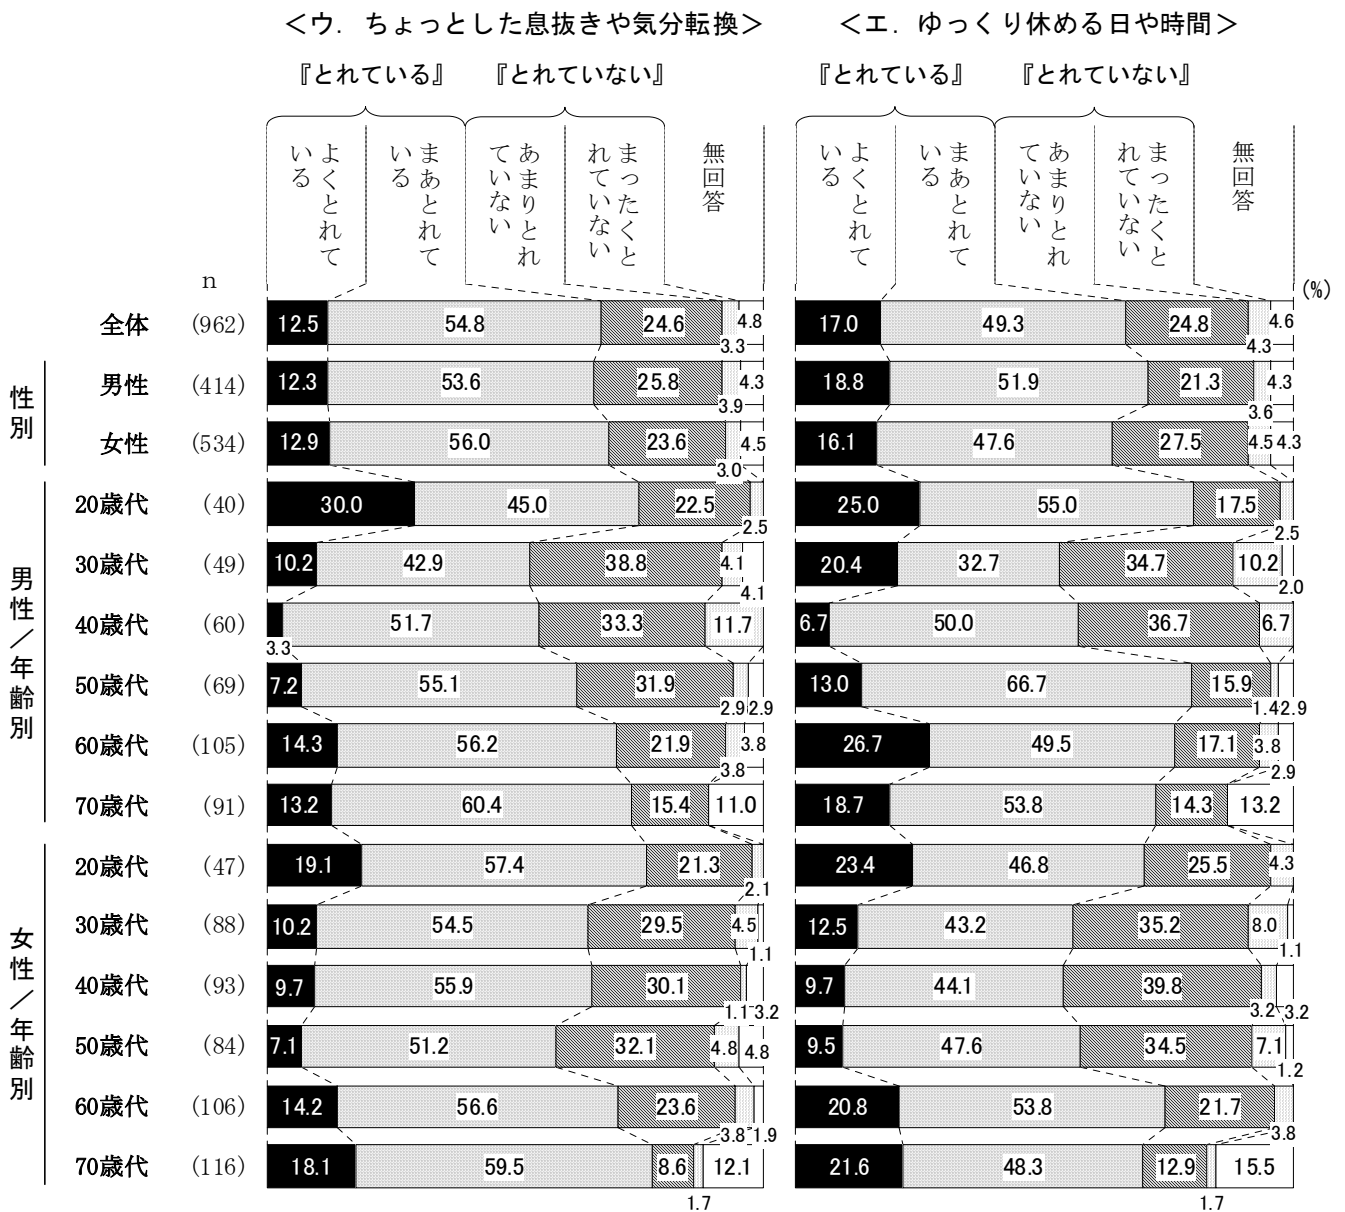 ＜ウ．ちょっとした息抜きや気分転換＞ ＜エ．ゆっくり休める日や時間＞
『とれている』 『とれていない』 『とれている』 『とれていない』
よくとれて
いる
まあとれて
いる
あまりとれ
ていない
まったくと
れていない
無回答
よくとれて
いる
まあとれて
いる
あまりとれ
ていない
まったくと
れていない
無回答
n
(%)
全体 (962) 12.5 54.8 24.6 3.3 4.8 17.0 49.3 24.8 4.3 4.6
性別
男性 (414) 12.3 53.6 25.8 3.9 4.3 18.8 51.9 21.3 3.6 4.3
女性 (534) 12.9 56.0 23.6 3.0 4.5 16.1 47.6 27.5 4.5 4.3
男性／年齢別
20歳代 (40) 30.0 45.0 22.5 2.5 25.0 55.0 17.5 2.5
30歳代 (49) 10.2 42.9 38.8 4.1 4.1 20.4 32.7 34.7 10.2 2.0
40歳代 (60) 3.3 51.7 33.3 11.7 6.7 50.0 36.7 6.7
50歳代 (69) 7.2 55.1 31.9 2.9 2.9 13.0 66.7 15.9 1.4 2.9
60歳代 (105) 14.3 56.2 21.9 3.8 3.8 26.7 49.5 17.1 3.8 2.9
70歳代 (91) 13.2 60.4 15.4 11.0 18.7 53.8 14.3 13.2
女性／年齢別
20歳代 (47) 19.1 57.4 21.3 2.1 23.4 46.8 25.5 4.3
30歳代 (88) 10.2 54.5 29.5 4.5 1.1 12.5 43.2 35.2 8.0 1.1
40歳代 (93) 9.7 55.9 30.1 1.1 3.2 9.7 44.1 39.8 3.2 3.2
50歳代 (84) 7.1 51.2 32.1 4.8 4.8 9.5 47.6 34.5 7.1 1.2
60歳代 (106) 14.2 56.6 23.6 3.8 1.9 20.8 53.8 21.7 3.8
70歳代 (116) 18.1 59.5 8.6 1.7 12.1 21.6 48.3 12.9 1.7 15.5